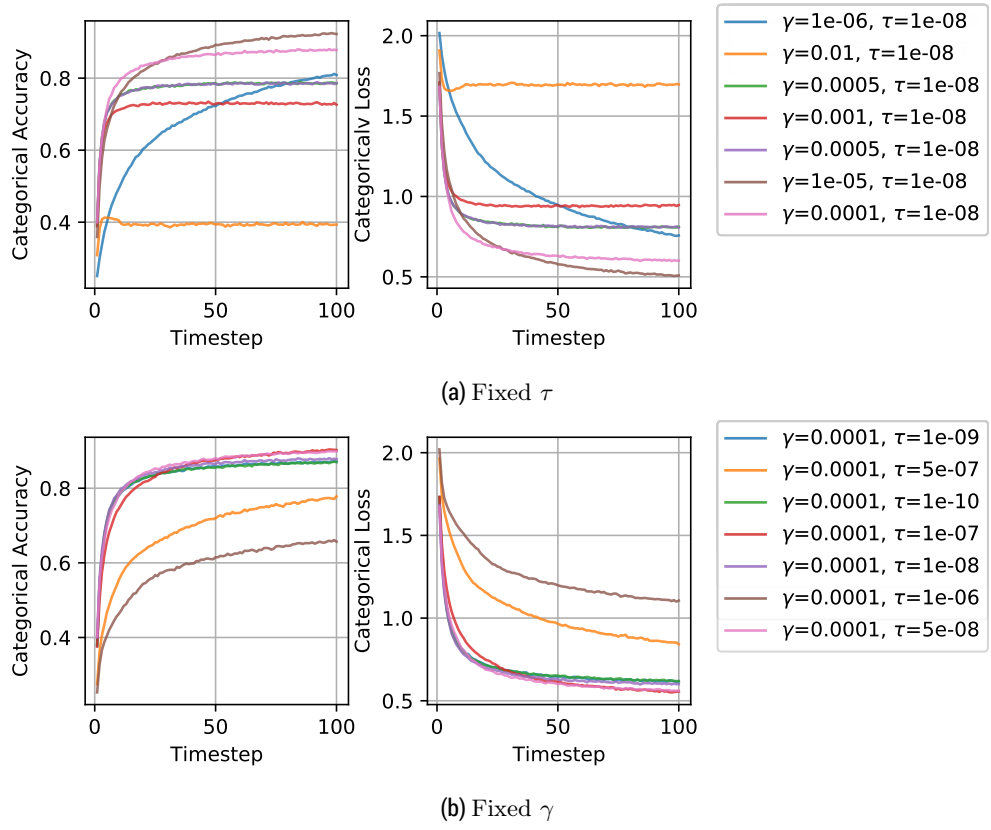 Categorical Accuracy
0.8
0.6
0.4
0
50
100
Timestep
Categoricalv Loss
2.0
1.5
1.0
0.5
0
50
100
Timestep
γ=1e-06, τ=1e-08
γ=0.01, τ=1e-08
γ=0.0005, τ=1e-08
γ=0.001, τ=1e-08
γ=0.0005, τ=1e-08
γ=1e-05, τ=1e-08
γ=0.0001, τ=1e-08
(a) Fixed τ
Categorical Accuracy
0.8
0.6
0.4
0
50
100
Timestep
Categorical Loss
2.0
1.5
1.0
0.5
0
50
100
Timestep
γ=0.0001, τ=1e-09
γ=0.0001, τ=5e-07
γ=0.0001, τ=1e-10
γ=0.0001, τ=1e-07
γ=0.0001, τ=1e-08
γ=0.0001, τ=1e-06
γ=0.0001, τ=5e-08
(b) Fixed γ